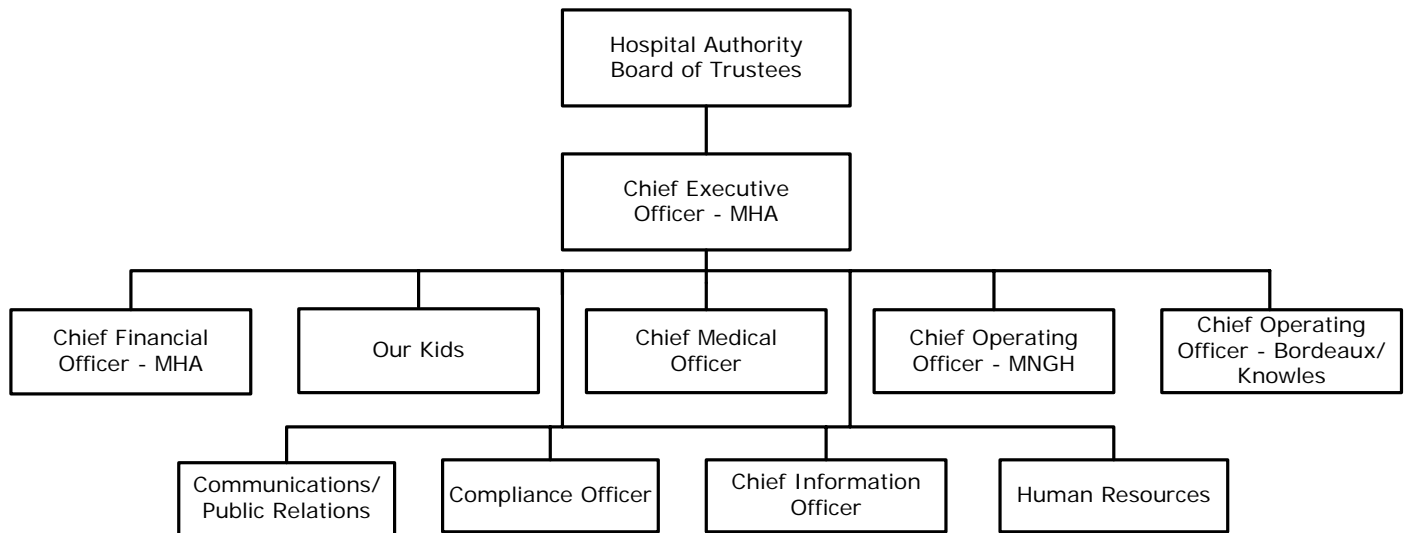 Hospital Authority
Board of Trustees
Chief Executive
Officer - MHA
Chief Financial
Officer - MHA
Our Kids
Chief Medical
Officer
Chief Operating
Officer - MNGH
Chief Operating
Officer - Bordeaux/
Knowles
Communications/
Public Relations
Compliance Officer
Chief Information
Officer
Human Resources